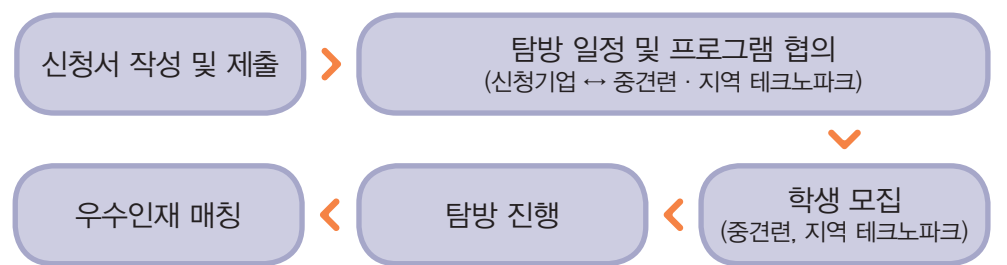 신청서 작성 및 제출
탐방 일정 및 프로그램 협의
(신청기업 ↔ 중견련 · 지역 테크노파크)
학생 모집
(중견련, 지역 테크노파크)
탐방 진행
우수인재 매칭